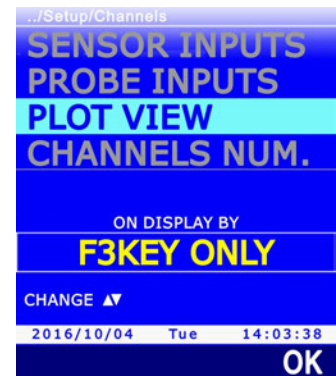 ../Setup/Channels
SENSOR INPUTS
PROBE INPUTS
PLOT VIEW
CHANNELS NUM.
ON DISPLAY BY
F3KEY ONLY
CHANGE ▲▼
2016/10/04 Tue 14:03:38
OK